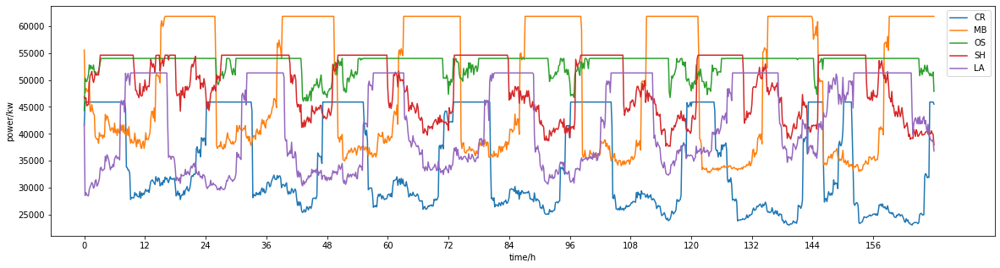 60000
55000
50000
45000
40000
35000
30000
25000
power/kw
0 12 24 36 48 60 72 84 96 108 120 132 144 156
time/h
CR
MB
OS
SH
LA